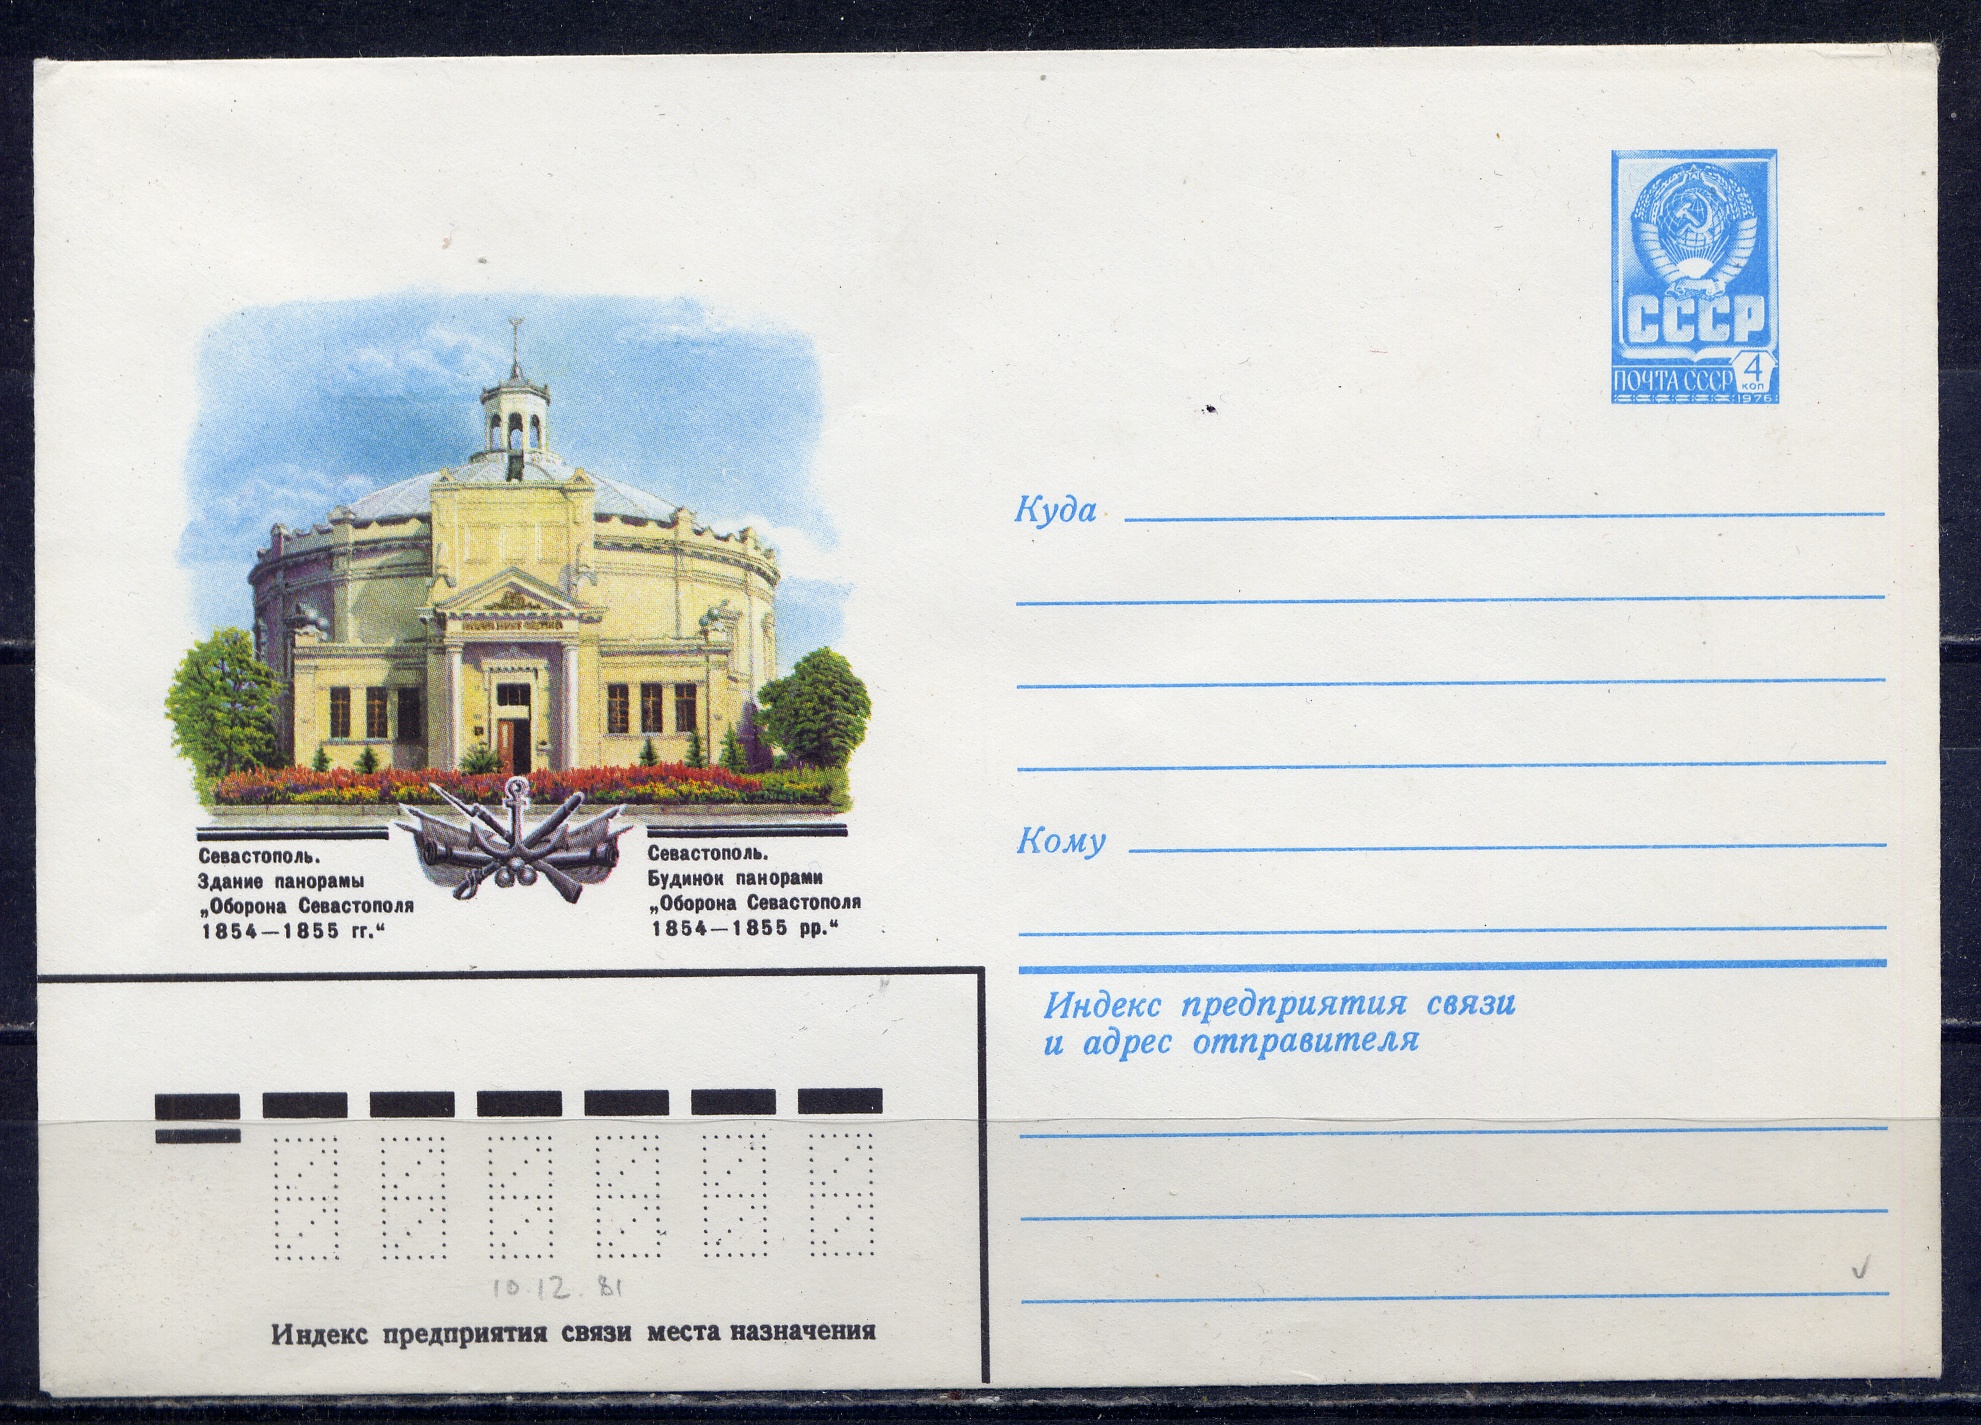 СССР
ПОЧТА СССР
4
коп
1976
Куда
Севастополь.
Здание панорамы
„Оборона Севастополя
1854—1855 гг.“
Севастополь.
Будинок панорами
„Оборона Севастополя
1854—1855 рр.“
Кому
Индекс предприятия связи
и адрес отправителя
10.12.81
Индекс предприятия связи места назначения